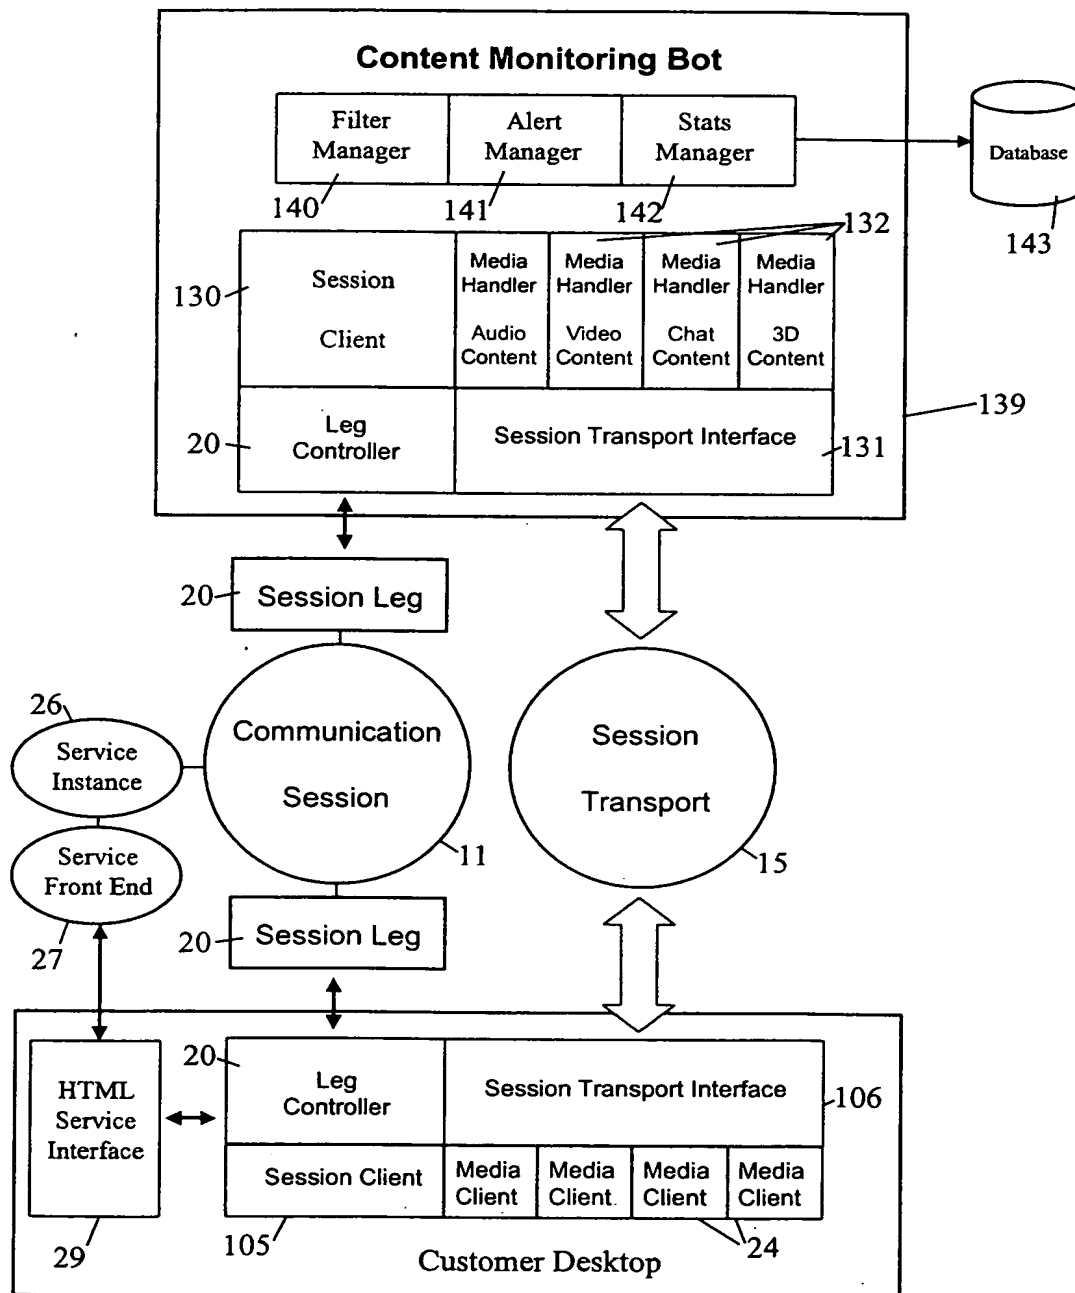 Content Monitoring Bot
Filter
Manager
Alert
Manager
Stats
Manager
Database
140
141
142
143
132
130
Session
Client
Media
Handler
Audio
Content
Media
Handler
Video
Content
Media
Handler
Chat
Content
Media
Handler
3D
Content
139
20
Leg
Controller
Session Transport Interface
131
20
Session Leg
26
Service
Instance
Communication
Session
Session
Transport
11
15
Service
Front End
27
20
Session Leg
HTML
Service
Interface
20
Leg
Controller
Session Transport Interface
106
Session Client
Media
Client
Media
Client
Media
Client
Media
Client
29
105
24
Customer Desktop